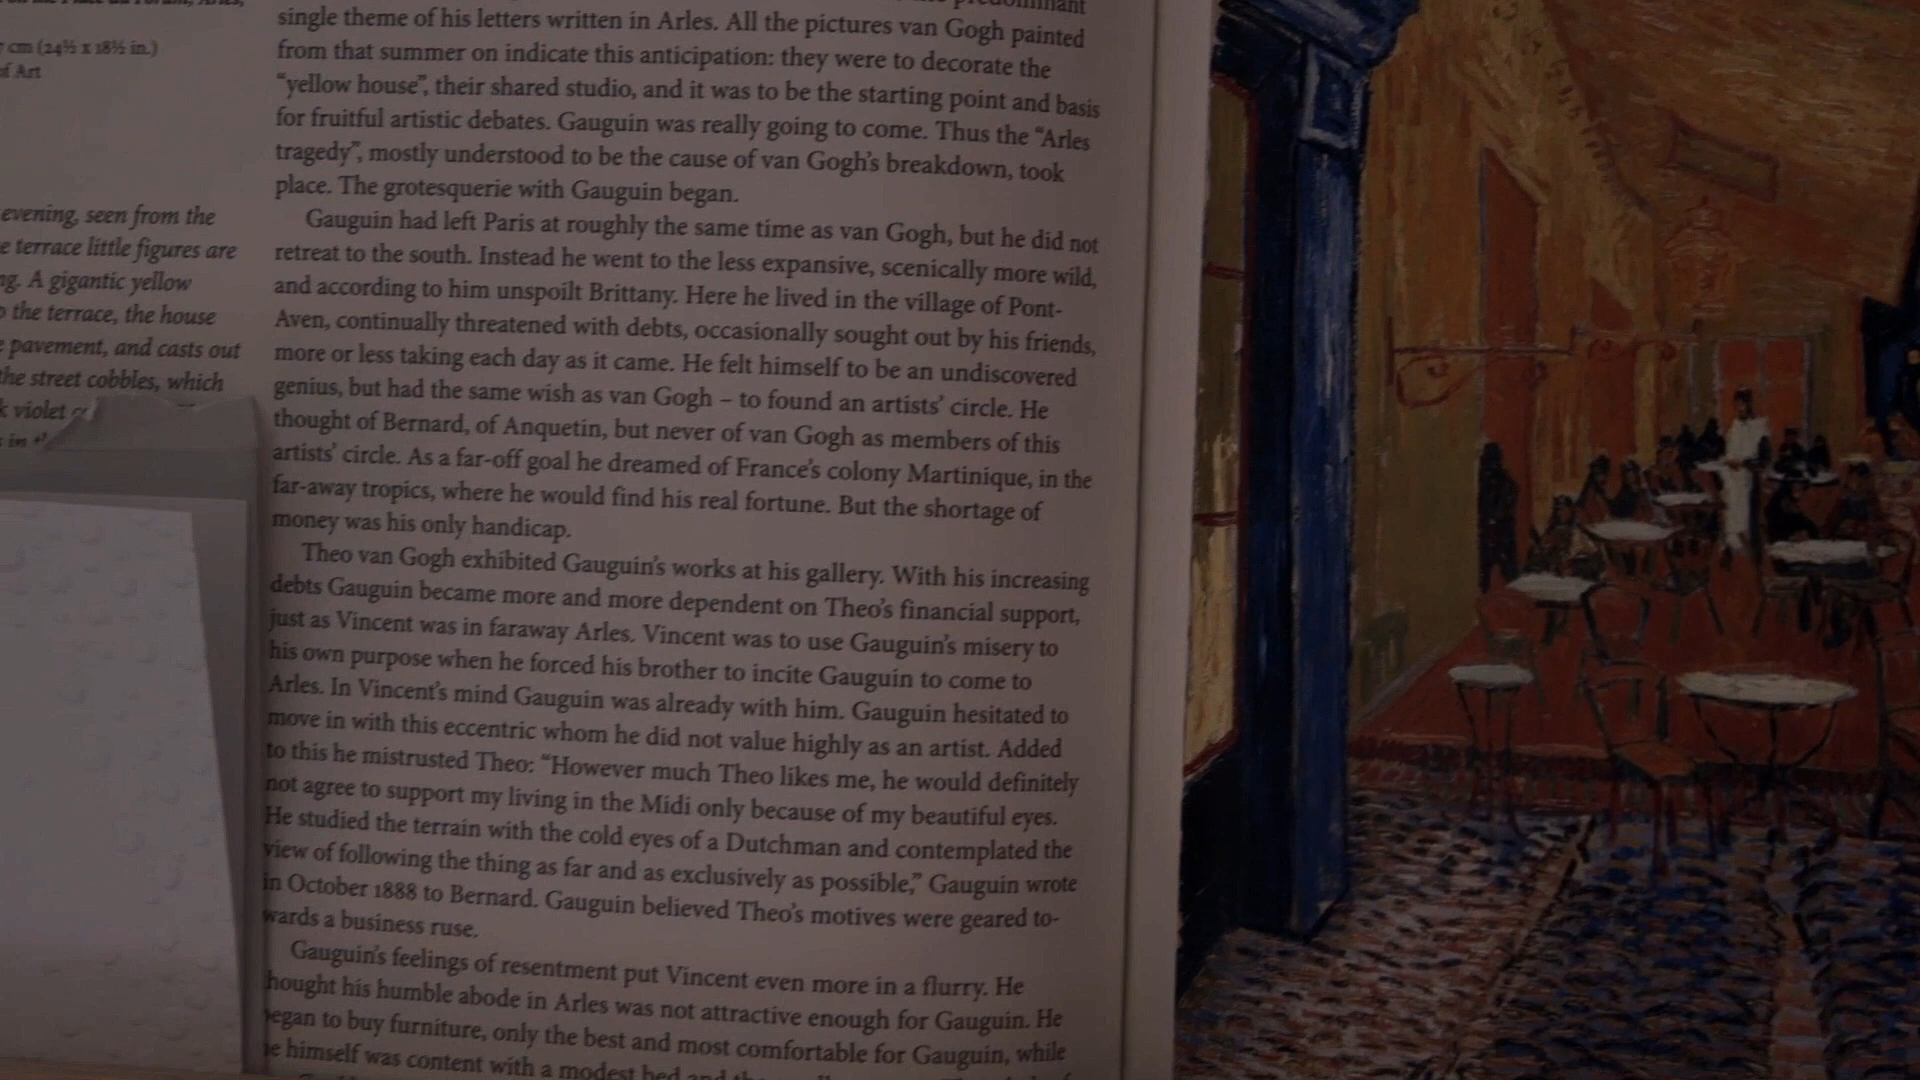 cm (24½ x 18½ in.)
of Art
evening, seen from the
terrace little figures are
A gigantic yellow
the terrace, the house
pavement, and casts out
the street cobbles, which
violet
in
predominant
single theme of his letters written in Arles. All the pictures van Gogh painted
from that summer on indicate this anticipation: they were to decorate the
“yellow house”, their shared studio, and it was to be the starting point and basis
for fruitful artistic debates. Gauguin was really going to come. Thus the “Arles
tragedy”, mostly understood to be the cause of van Gogh’s breakdown, took
place. The grotesquerie with Gauguin began.
Gauguin had left Paris at roughly the same time as van Gogh, but he did not
retreat to the south. Instead he went to the less expansive, scenically more wild,
and according to him unspoilt Brittany. Here he lived in the village of Pont-
Aven, continually threatened with debts, occasionally sought out by his friends,
more or less taking each day as it came. He felt himself to be an undiscovered
genius, but had the same wish as van Gogh – to found an artists’ circle. He
thought of Bernard, of Anquetin, but never of van Gogh as members of this
artists’ circle. As a far-off goal he dreamed of France’s colony Martinique, in the
far-away tropics, where he would find his real fortune. But the shortage of
money was his only handicap.
Theo van Gogh exhibited Gauguin’s works at his gallery. With his increasing
debts Gauguin became more and more dependent on Theo’s financial support,
just as Vincent was in faraway Arles. Vincent was to use Gauguin’s misery to
his own purpose when he forced his brother to incite Gauguin to come to
Arles. In Vincent’s mind Gauguin was already with him. Gauguin hesitated to
move in with this eccentric whom he did not value highly as an artist. Added
to this he mistrusted Theo: “However much Theo likes me, he would definitely
not agree to support my living in the Midi only because of my beautiful eyes.
He studied the terrain with the cold eyes of a Dutchman and contemplated the
view of following the thing as far and as exclusively as possible,” Gauguin wrote
in October 1888 to Bernard. Gauguin believed Theo’s motives were geared to-
wards a business ruse.
Gauguin’s feelings of resentment put Vincent even more in a flurry. He
hought his humble abode in Arles was not attractive enough for Gauguin. He
egan to buy furniture, only the best and most comfortable for Gauguin, while
e himself was content with a modest bed and